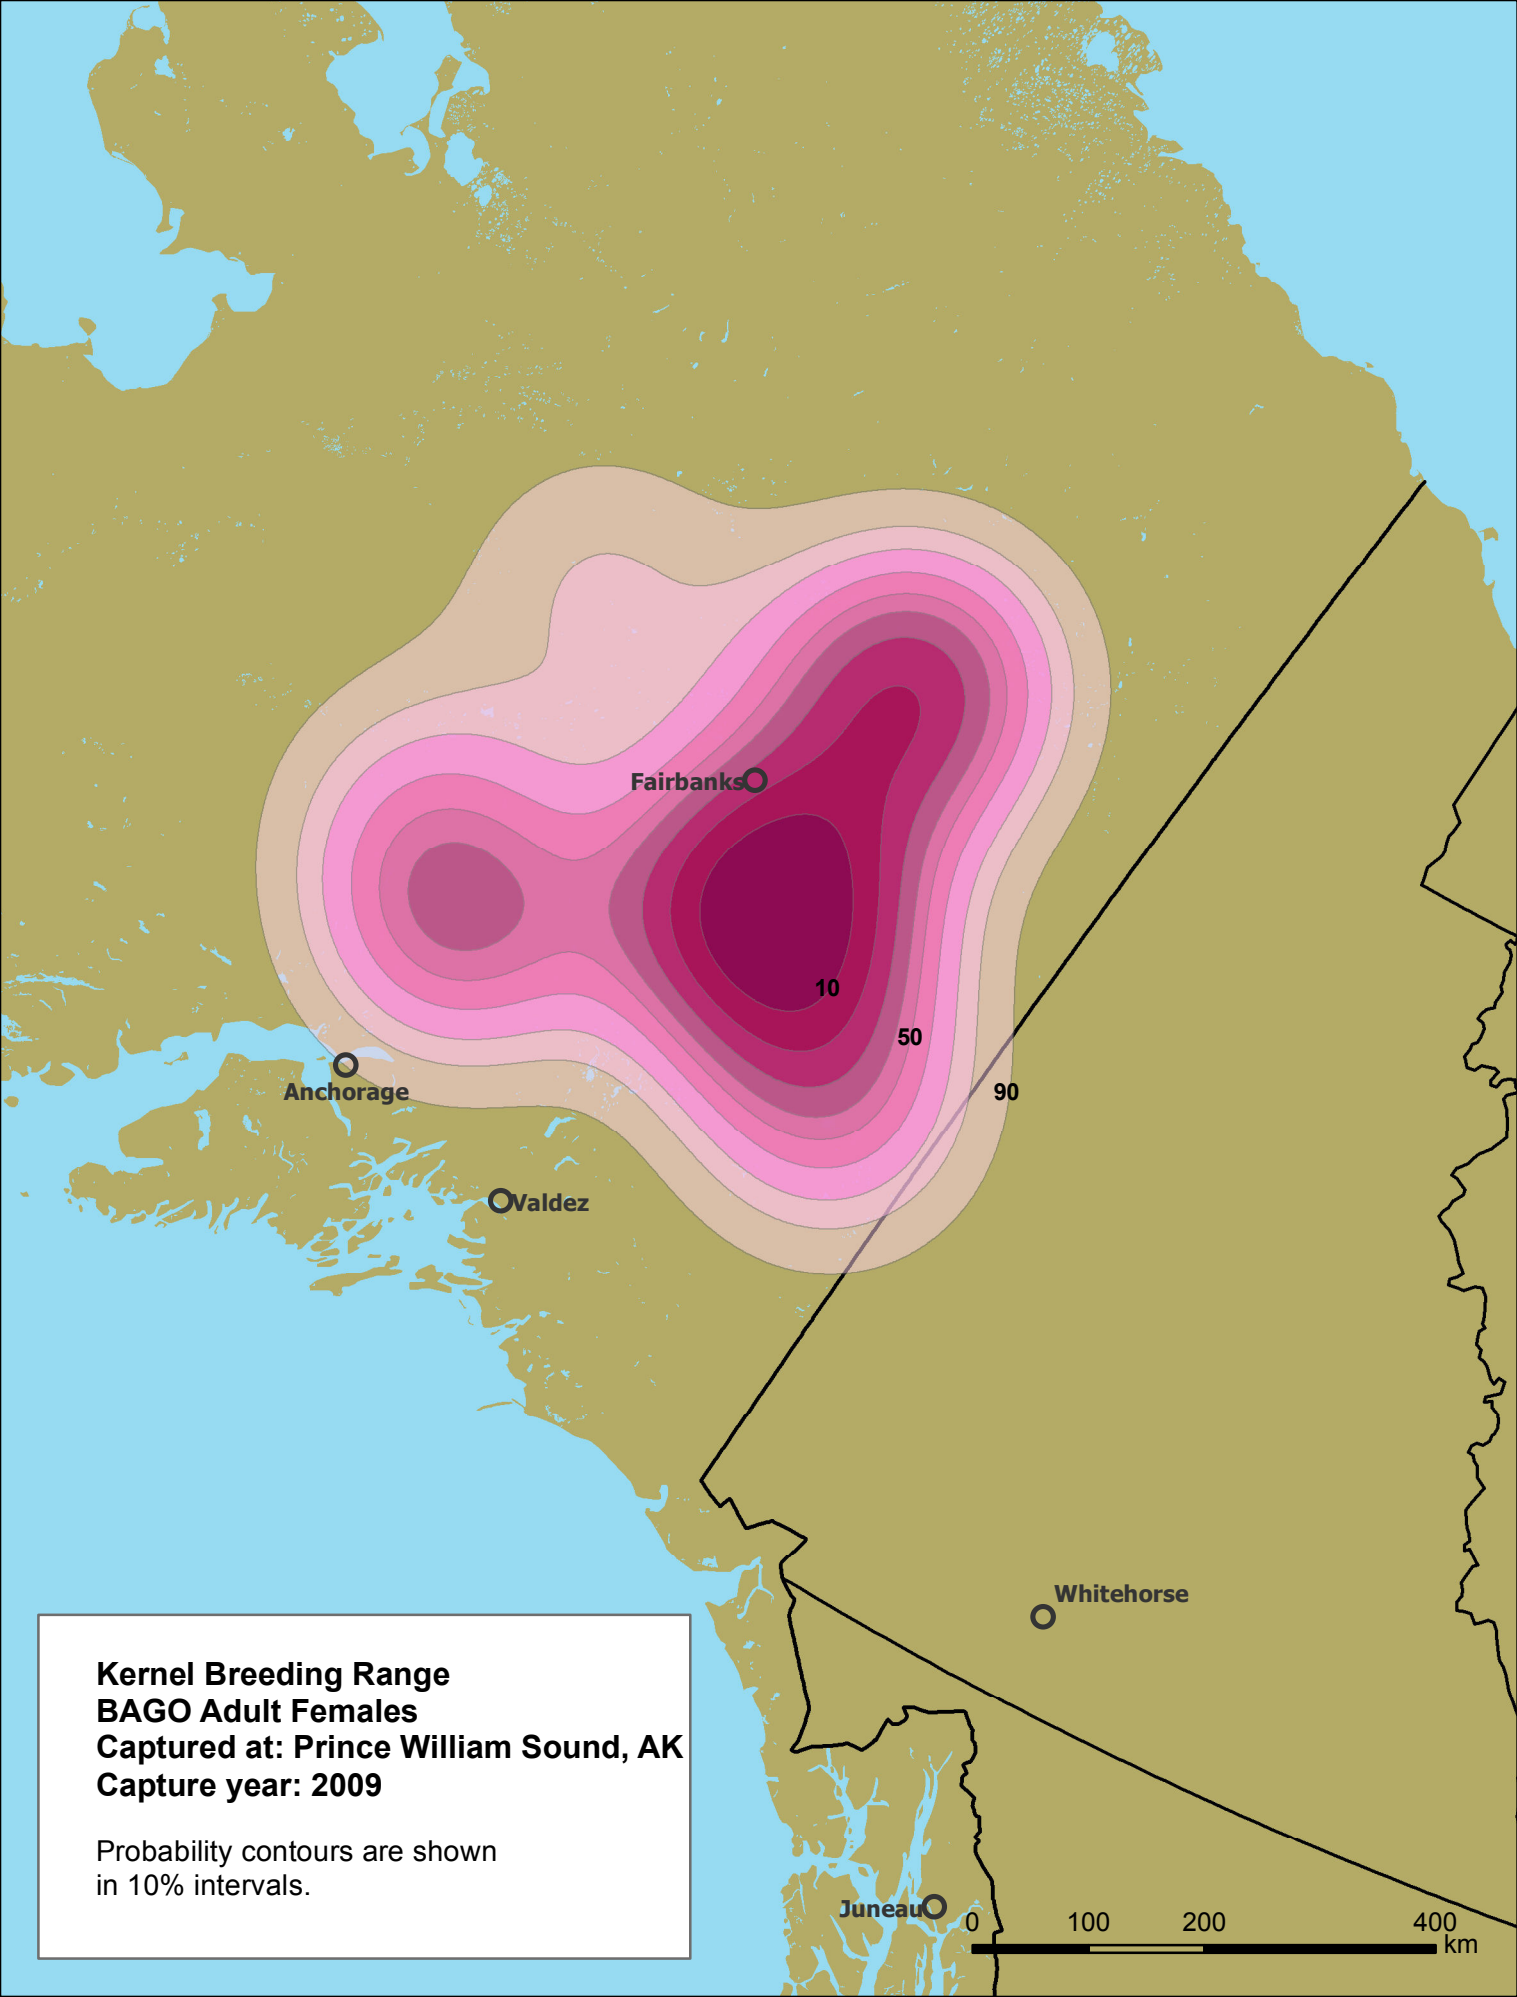 Fairbanks
10
50
90
Anchorage
Valdez
Whitehorse
Kernel Breeding Range
BAGO Adult Females
Captured at: Prince William Sound, AK
Capture year: 2009
Probability contours are shown
in 10% intervals.
Juneau
0 100 200 400
km